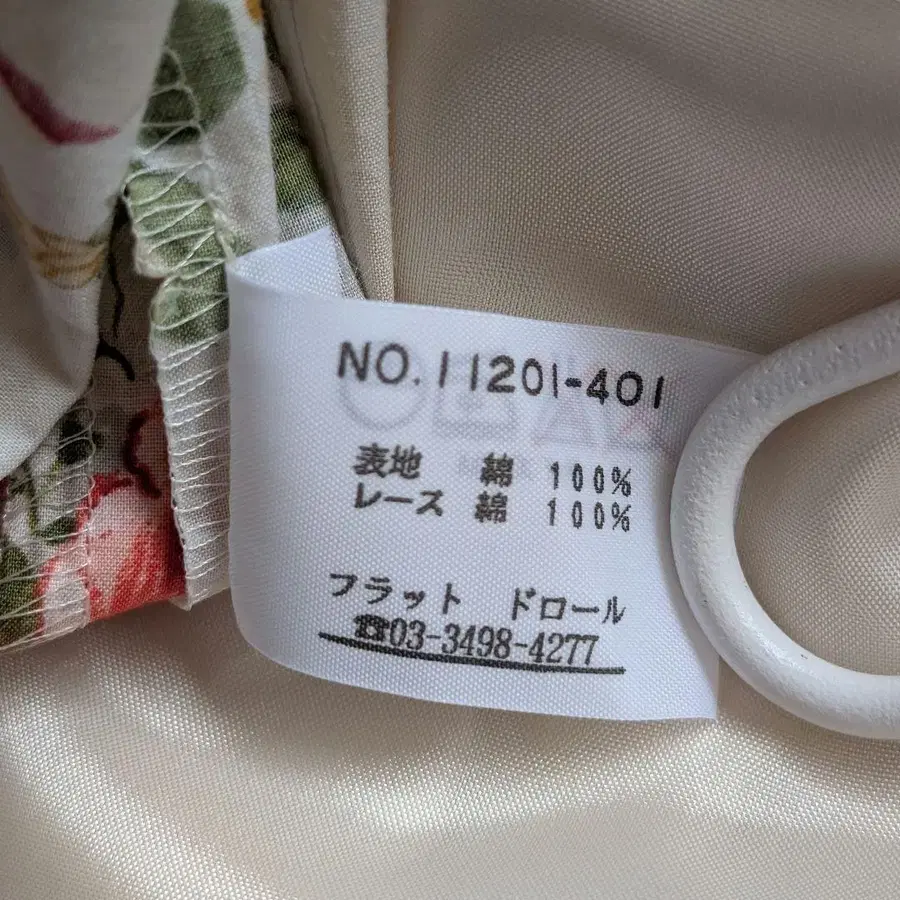 NO.11201-401
表地 綿 100%
レース 綿 100%
フラット ドロール
☎03-3498-4277